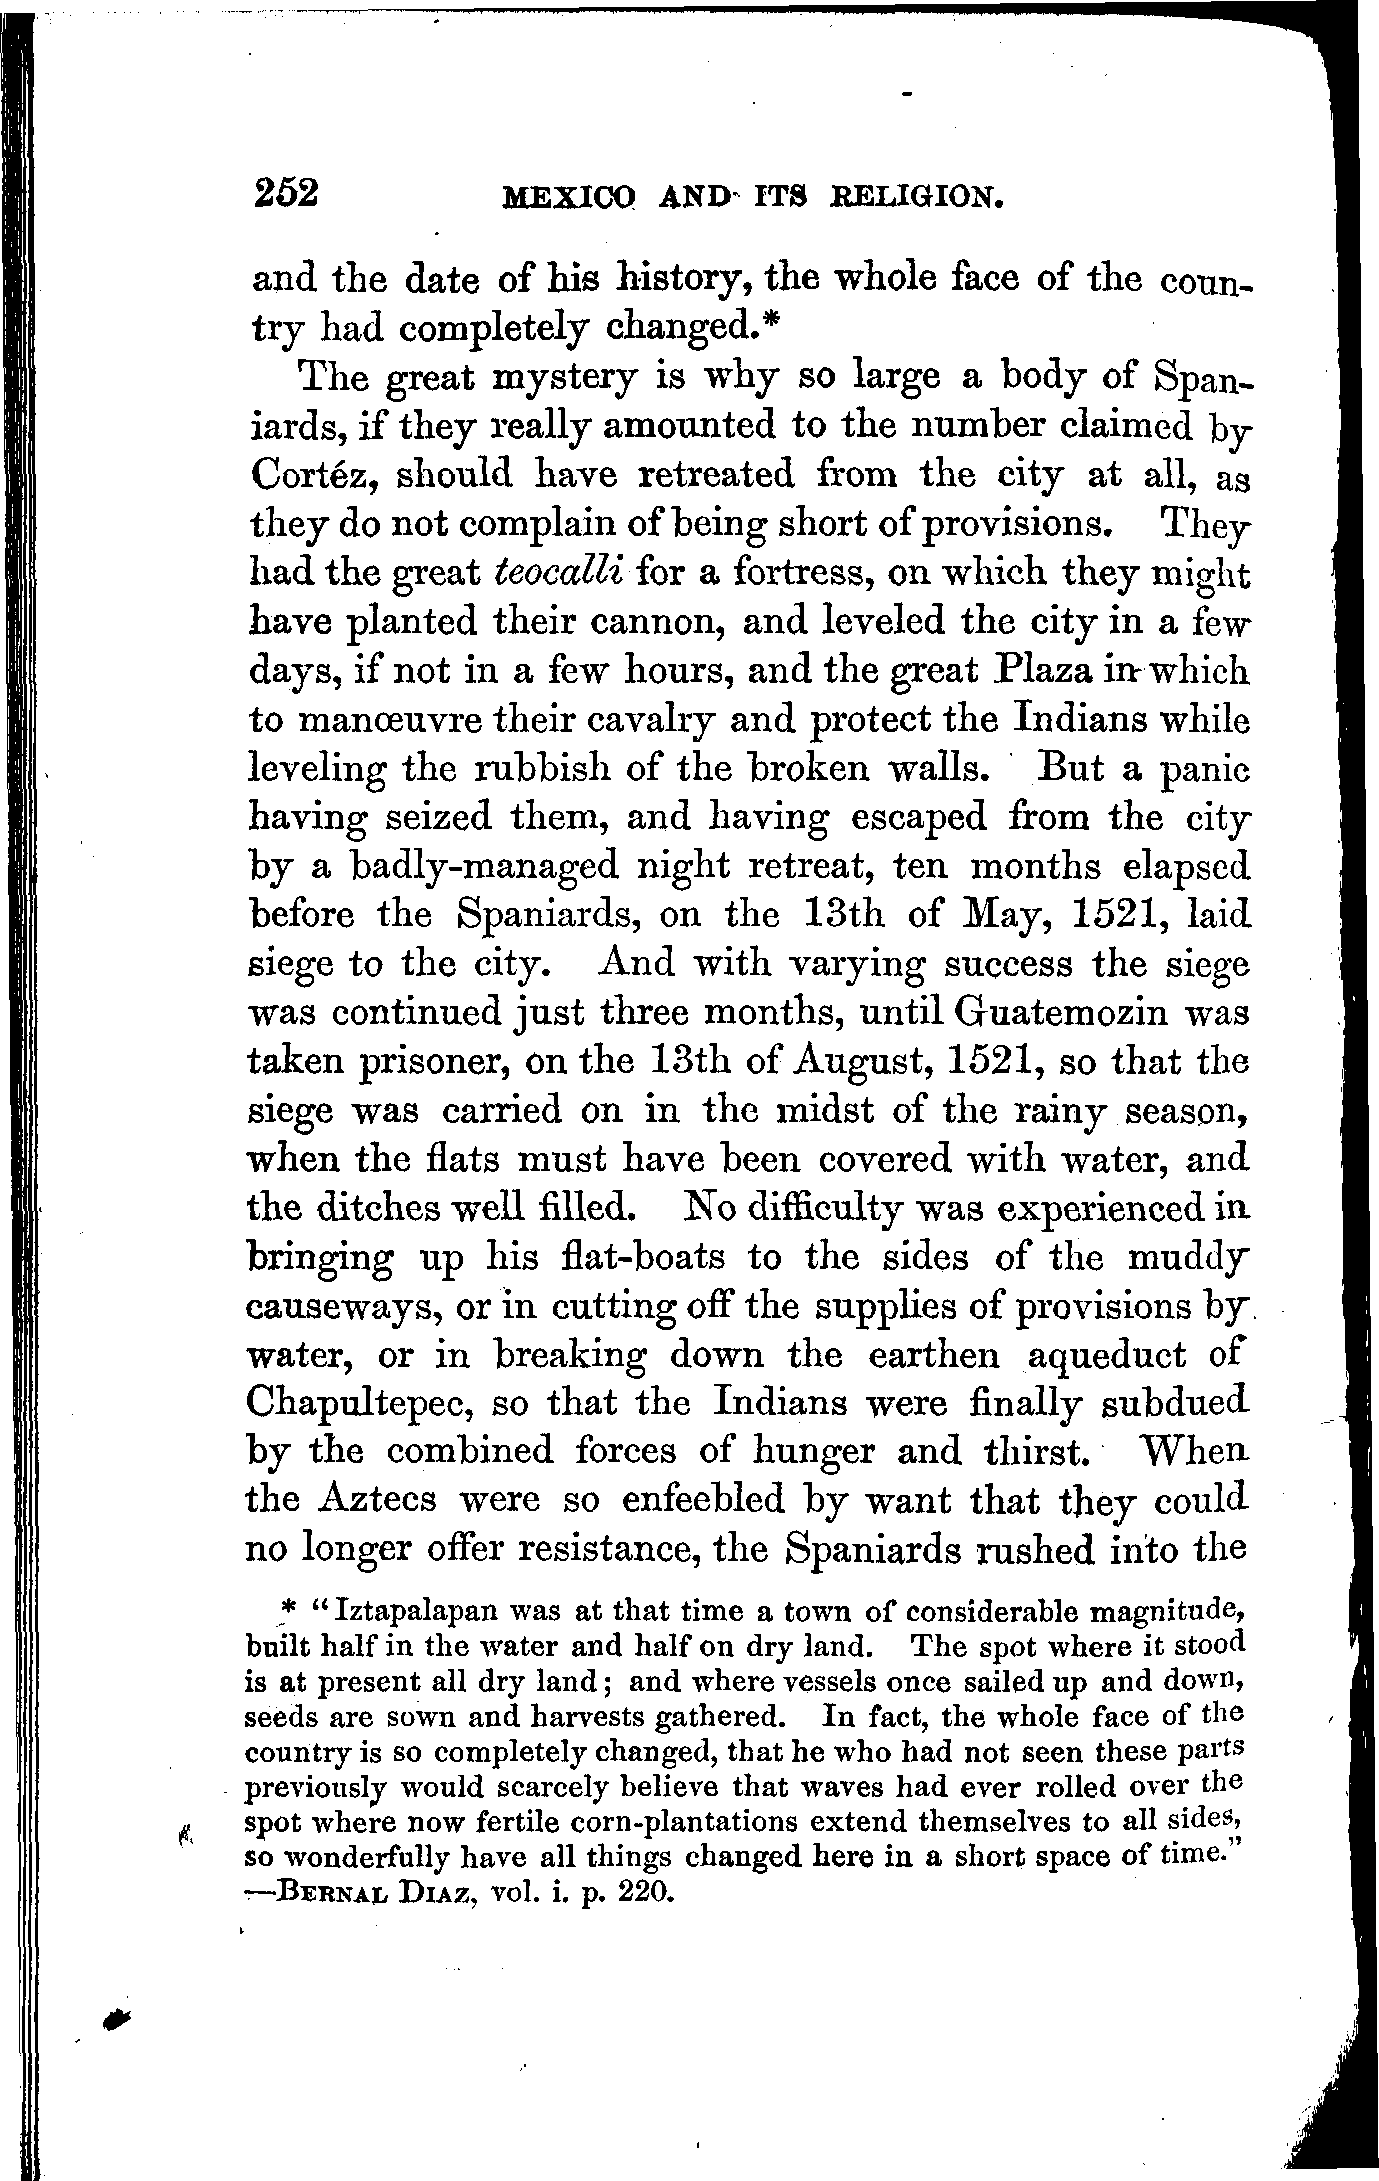 252 MEXICO AND ITS RELIGION.
and the date of his history, the whole face of the coun-
try had completely changed.*
The great mystery is why so large a body of Span-
iards, if they really amounted to the number claimed by
Cortéz, should have retreated from the city at all, as
they do not complain of being short of provisions. They
had the great teocalli for a fortress, on which they might
have planted their cannon, and leveled the city in a few
days, if not in a few hours, and the great Plaza in which
to manœuvre their cavalry and protect the Indians while
leveling the rubbish of the broken walls. But a panic
having seized them, and having escaped from the city
by a badly-managed night retreat, ten months elapsed
before the Spaniards, on the 13th of May, 1521, laid
siege to the city. And with varying success the siege
was continued just three months, until Guatemozin was
taken prisoner, on the 13th of August, 1521, so that the
siege was carried on in the midst of the rainy season,
when the flats must have been covered with water, and
the ditches well filled. No difficulty was experienced in
bringing up his flat-boats to the sides of the muddy
causeways, or in cutting off the supplies of provisions by
water, or in breaking down the earthen aqueduct of
Chapultepec, so that the Indians were finally subdued
by the combined forces of hunger and thirst. When
the Aztecs were so enfeebled by want that they could
no longer offer resistance, the Spaniards rushed into the
* "Iztapalapan was at that time a town of considerable magnitude,
built half in the water and half on dry land. The spot where it stood
is at present all dry land; and where vessels once sailed up and down,
seeds are sown and harvests gathered. In fact, the whole face of the
country is so completely changed, that he who had not seen these parts
previously would scarcely believe that waves had ever rolled over the
spot where now fertile corn-plantations extend themselves to all sides,
so wonderfully have all things changed here in a short space of time."
—BERNAL DIAZ, vol. i. p. 220.